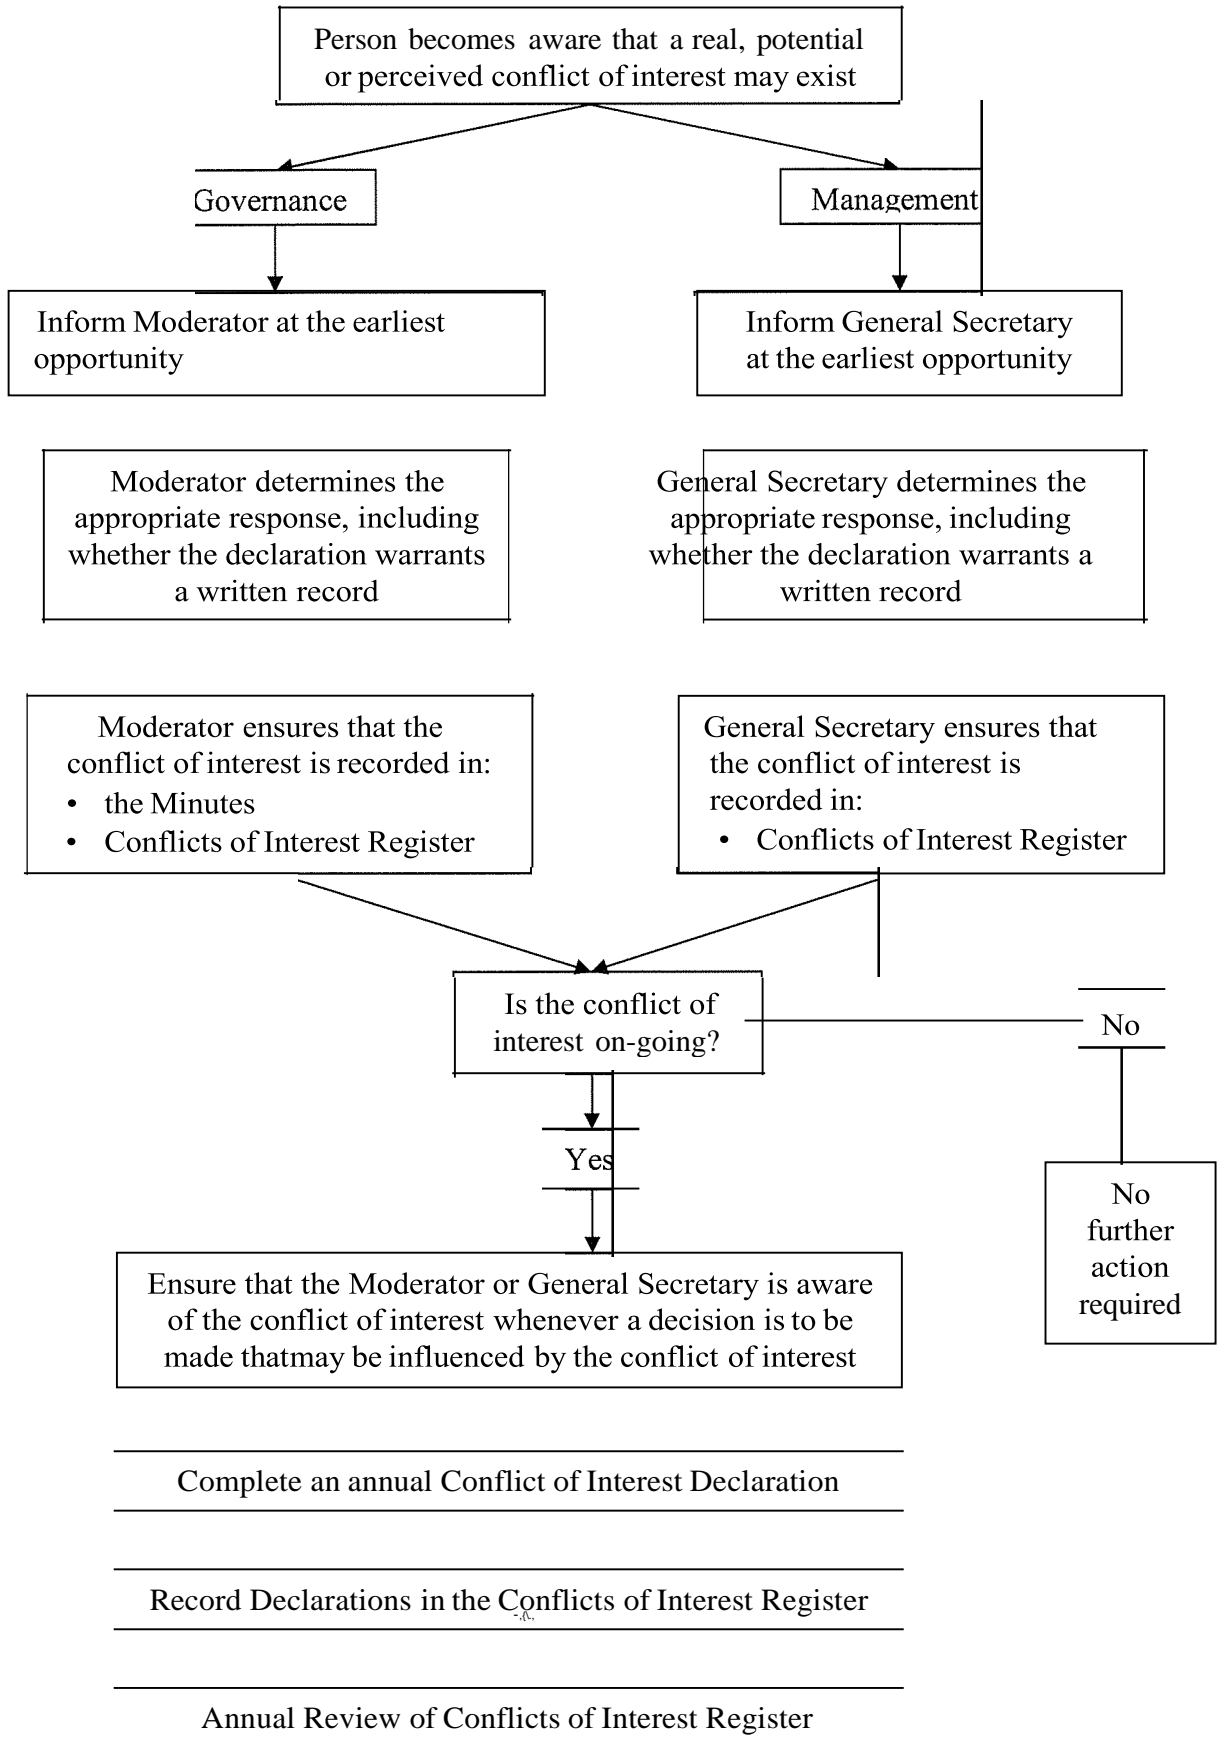 Person becomes aware that a real, potential
or perceived conflict of interest may exist
Governance
Management
Inform Moderator at the earliest
opportunity
Inform General Secretary
at the earliest opportunity
Moderator determines the
appropriate response, including
whether the declaration warrants
a written record
General Secretary determines the
appropriate response, including
whether the declaration warrants a
written record
Moderator ensures that the
conflict of interest is recorded in:
• the Minutes
• Conflicts of Interest Register
General Secretary ensures that
the conflict of interest is
recorded in:
• Conflicts of Interest Register
Is the conflict of
interest on-going?
No
Yes
No
further
action
required
Ensure that the Moderator or General Secretary is aware
of the conflict of interest whenever a decision is to be
made thatmay be influenced by the conflict of interest
Complete an annual Conflict of Interest Declaration
Record Declarations in the Conflicts of Interest Register
Annual Review of Conflicts of Interest Register